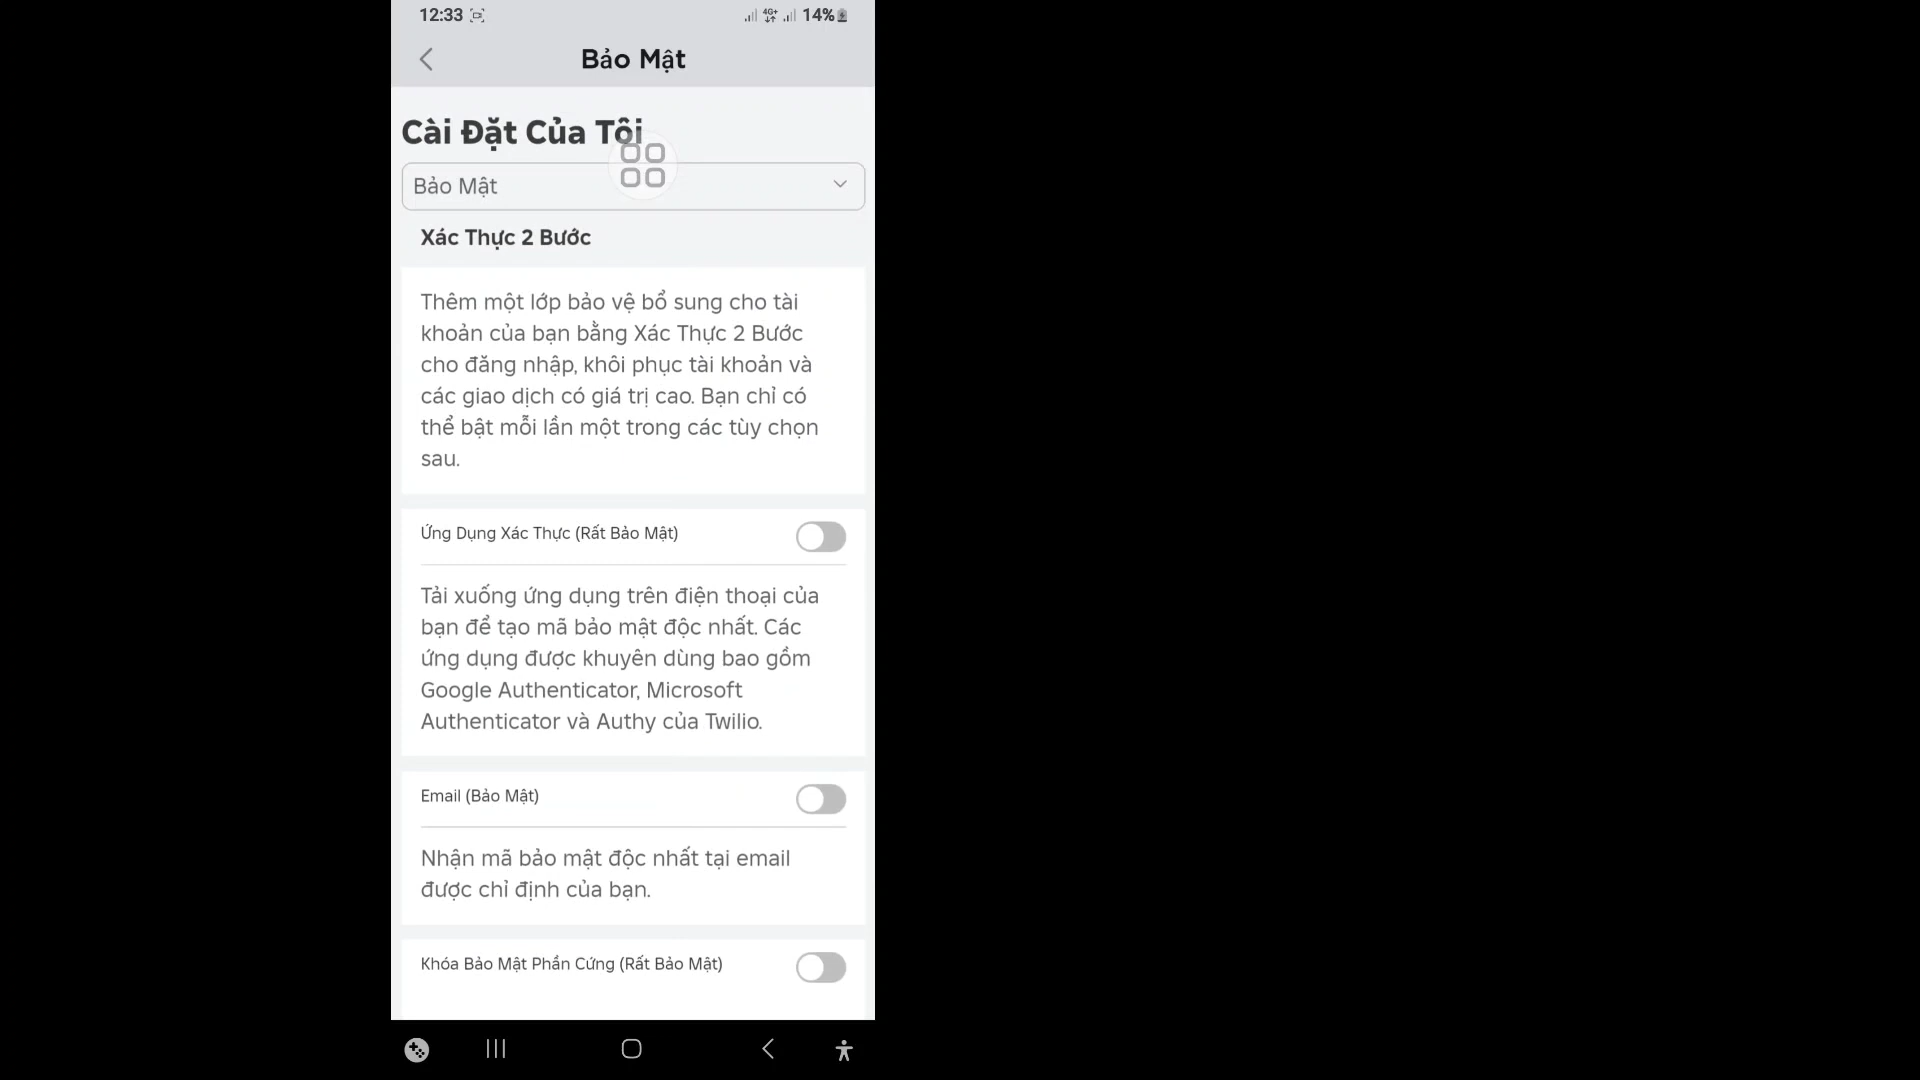 12:33
4G+
14%
Bảo Mật
Cài Đặt Của Tôi
Bảo Mật
Xác Thực 2 Bước
Thêm một lớp bảo vệ bổ sung cho tài
khoản của bạn bằng Xác Thực 2 Bước
cho đăng nhập, khôi phục tài khoản và
các giao dịch có giá trị cao. Bạn chỉ có
thể bật mỗi lần một trong các tùy chọn
sau.
Ứng Dụng Xác Thực (Rất Bảo Mật)
Tải xuống ứng dụng trên điện thoại của
bạn để tạo mã bảo mật độc nhất. Các
ứng dụng được khuyên dùng bao gồm
Google Authenticator, Microsoft
Authenticator và Authy của Twilio.
Email (Bảo Mật)
Nhận mã bảo mật độc nhất tại email
được chỉ định của bạn.
Khóa Bảo Mật Phần Cứng (Rất Bảo Mật)